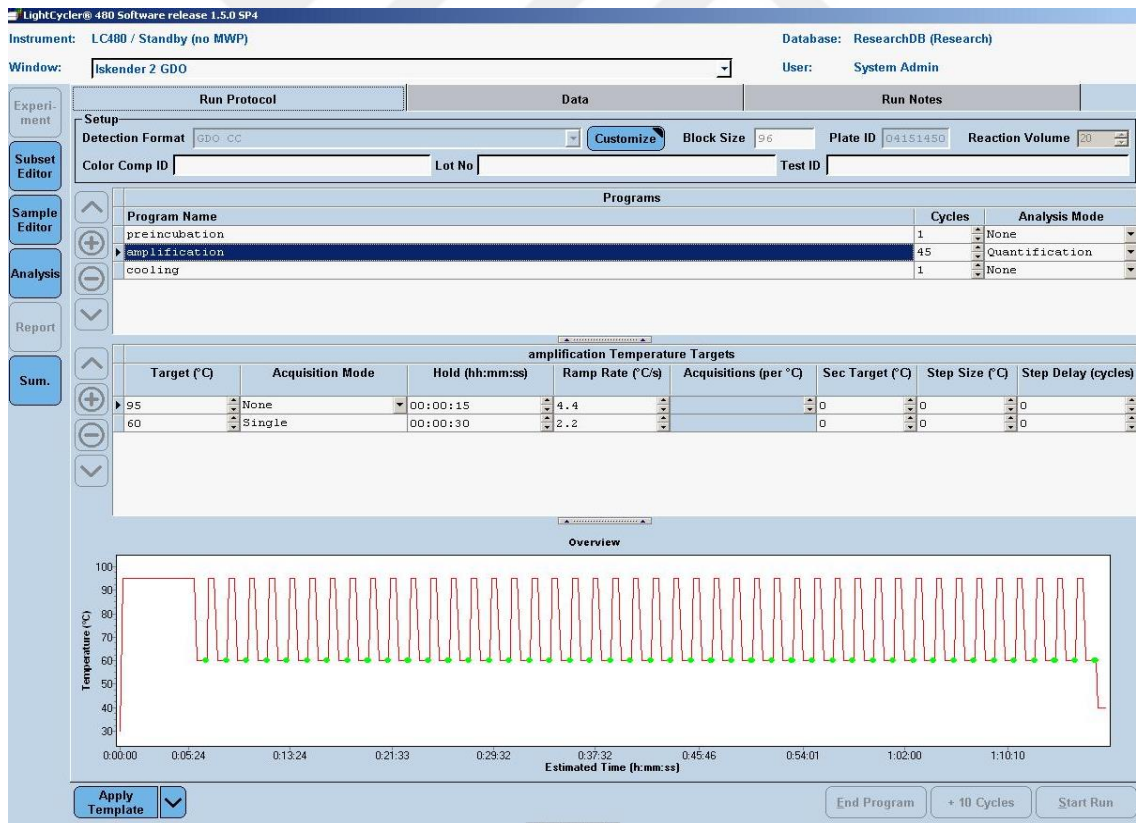 LightCycler® 480 Software release 1.5.0 SP4
Instrument: LC480 / Standby (no MWP) Database: ResearchDB (Research)
Window: Iskender 2 GDO User: System Admin
Experi-
ment
Run Protocol Data Run Notes
Setup
Detection Format GDO CC Customize Block Size 96 Plate ID 04151450 Reaction Volume 20
Subset
Editor
Color Comp ID Lot No Test ID
Sample
Editor
Programs
Program Name Cycles Analysis Mode
preincubation 1 None
amplification 45 Quantification
cooling 1 None
Analysis
Report
Sum.
amplification Temperature Targets
Target (°C) Acquisition Mode Hold (hh:mm:ss) Ramp Rate (°C/s) Acquisitions (per °C) Sec Target (°C) Step Size (°C) Step Delay (cycles)
95 None 00:00:15 4.4 0 0 0
60 Single 00:00:30 2.2 0 0 0
Overview
Temperature (°C)
100
90
80
70
60
50
40
30
0:00:00 0:05:24 0:13:24 0:21:33 0:29:32 0:37:32 0:45:46 0:54:01 1:02:00 1:10:10
Estimated Time (h:mm:ss)
Apply
Template
End Program + 10 Cycles Start Run